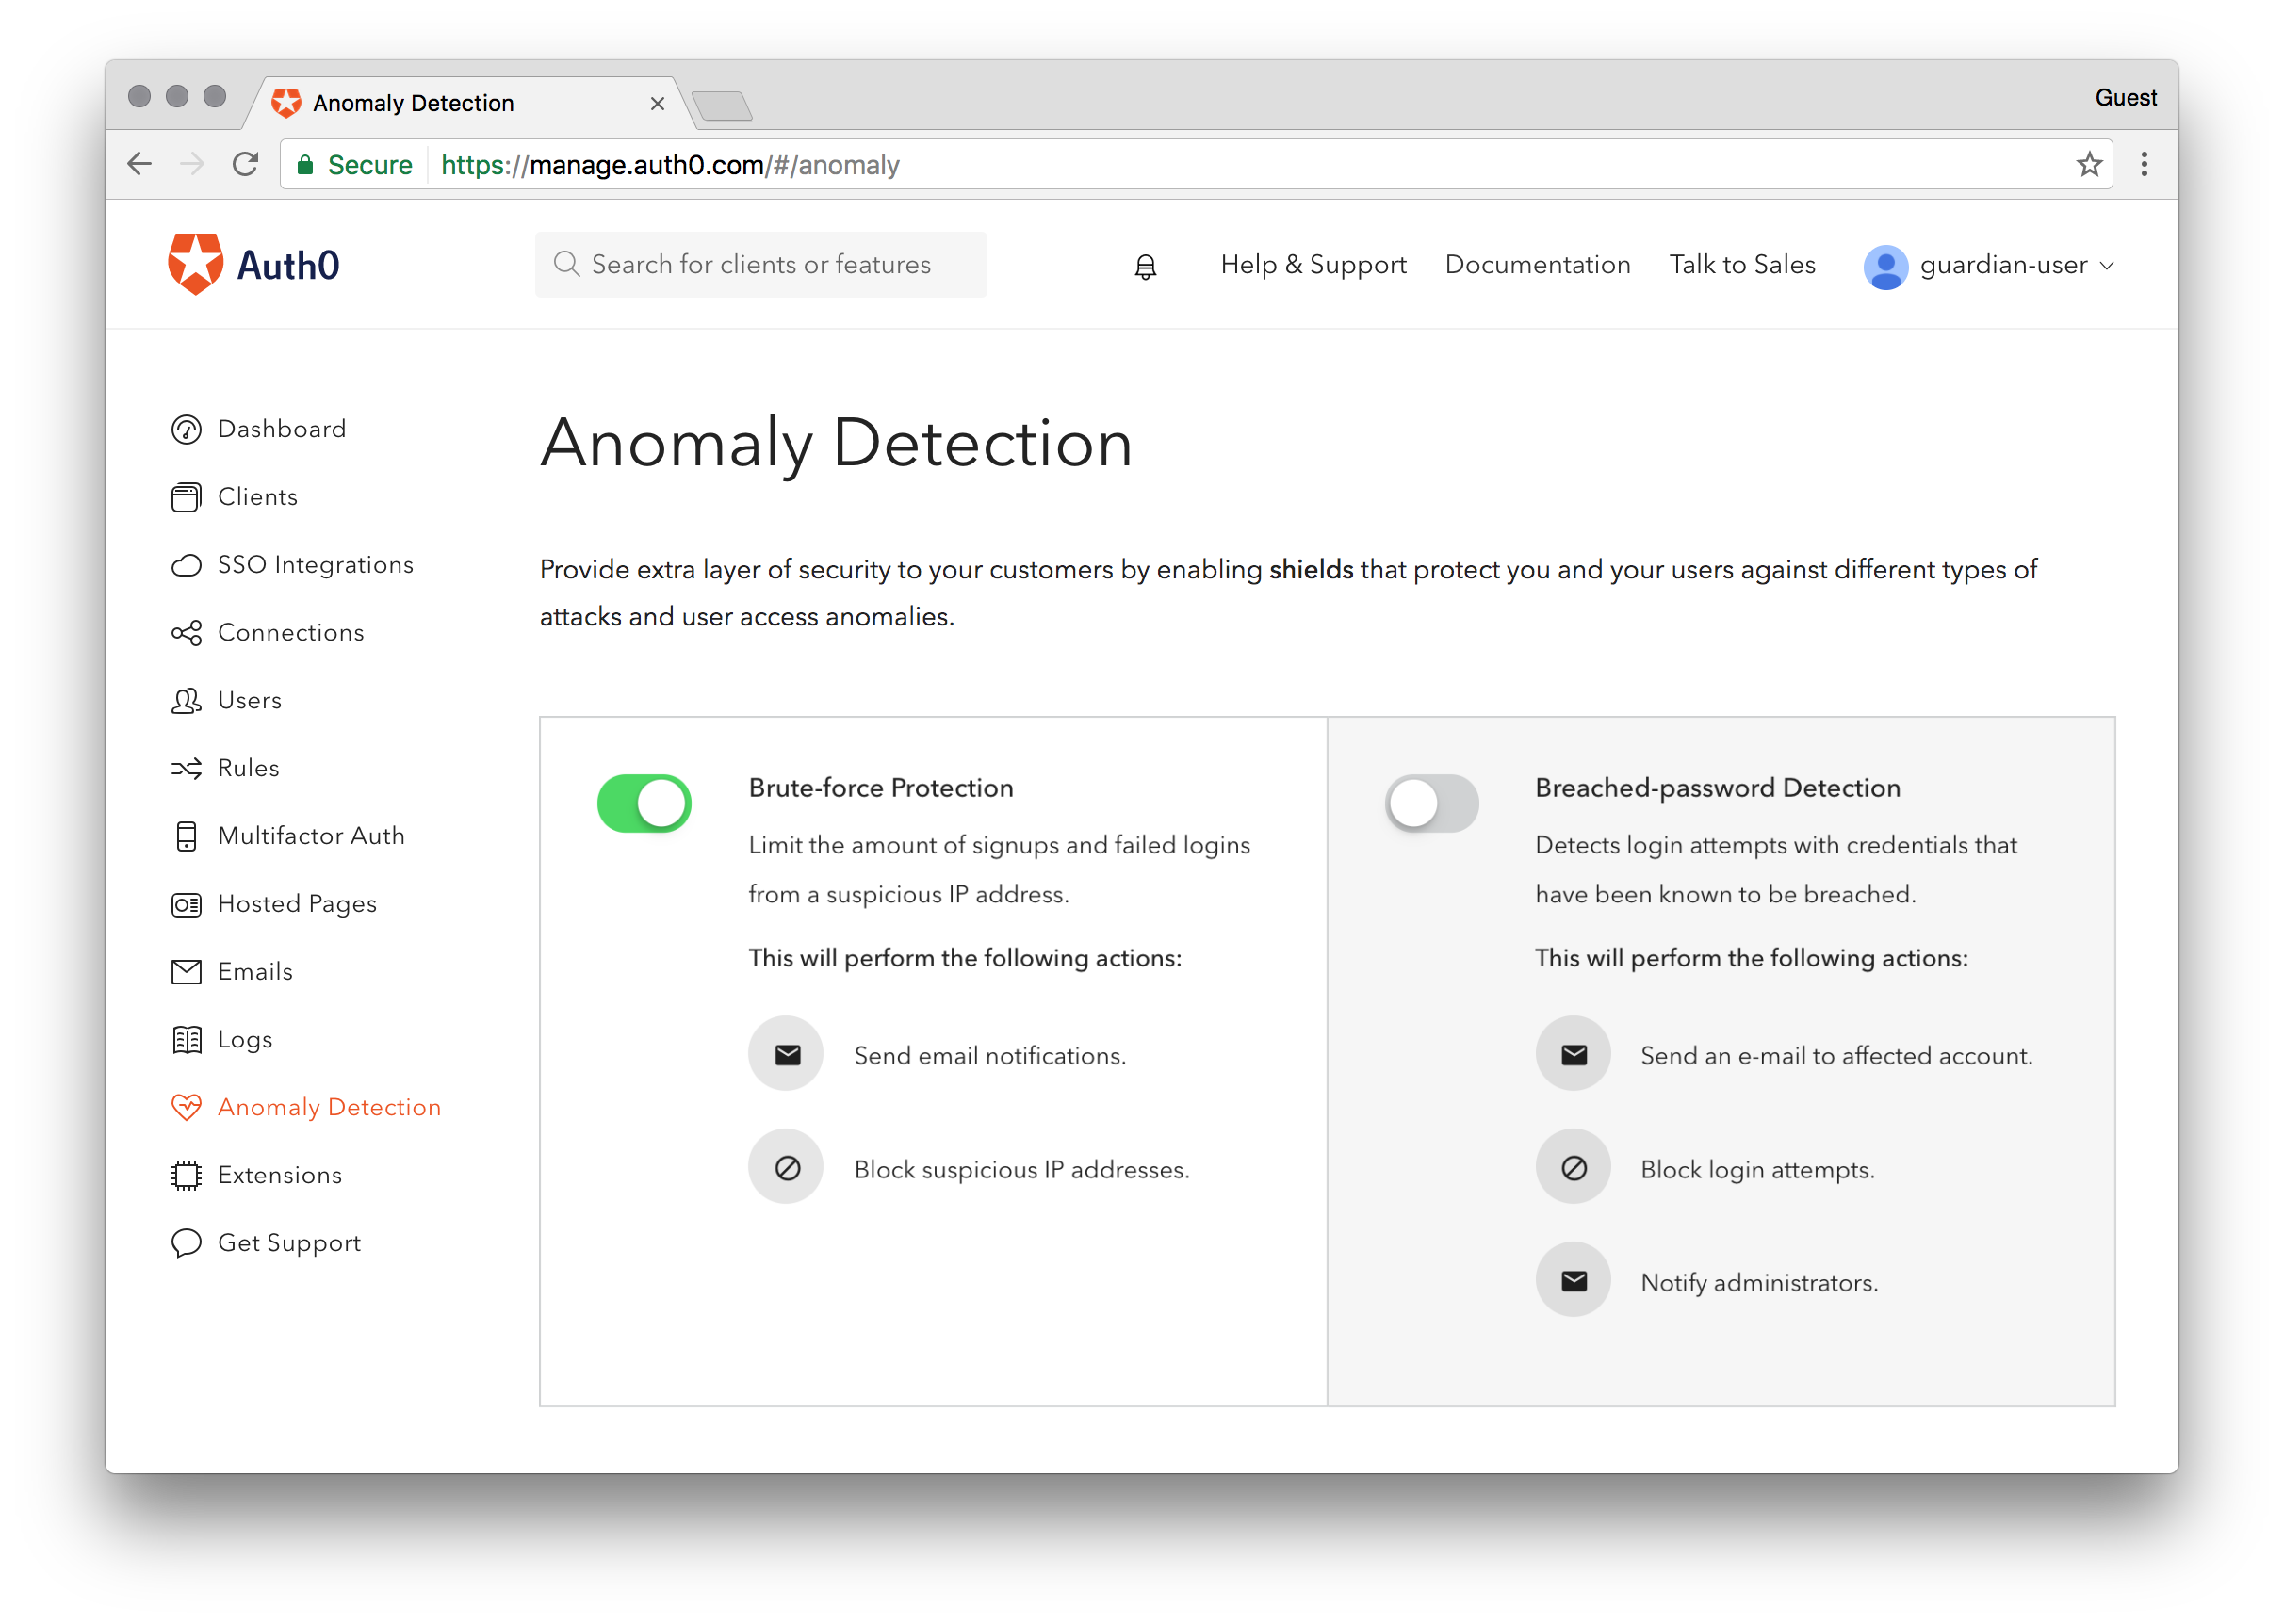 Anomaly Detection
Guest
Secure https://manage.auth0.com/#/anomaly
Auth0
Search for clients or features
Help & Support
Documentation
Talk to Sales
guardian-user
Dashboard
Clients
SSO Integrations
Connections
Users
Rules
Multifactor Auth
Hosted Pages
Emails
Logs
Anomaly Detection
Extensions
Get Support
Anomaly Detection
Provide extra layer of security to your customers by enabling shields that protect you and your users against different types of
attacks and user access anomalies.
Brute-force Protection
Limit the amount of signups and failed logins
from a suspicious IP address.
This will perform the following actions:
Send email notifications.
Block suspicious IP addresses.
Breached-password Detection
Detects login attempts with credentials that
have been known to be breached.
This will perform the following actions:
Send an e-mail to affected account.
Block login attempts.
Notify administrators.